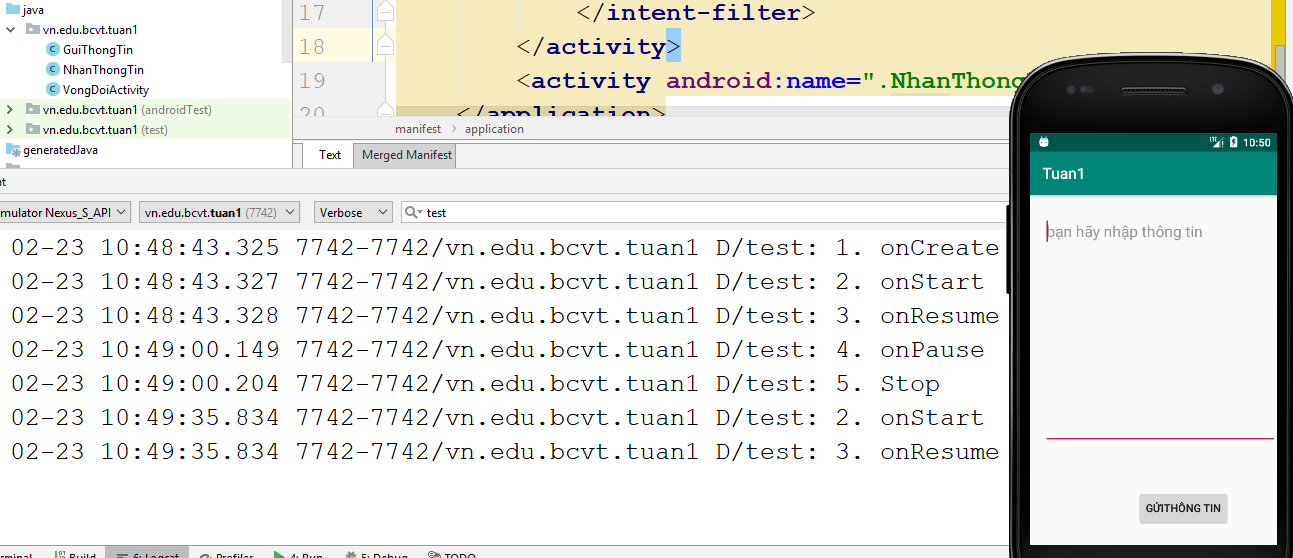 java
vn.edu.bcvt.tuan1
GuiThongTin
NhanThongTin
VongDoiActivity
vn.edu.bcvt.tuan1 (androidTest)
vn.edu.bcvt.tuan1 (test)
generatedJava
17 </intent-filter>
18 </activity>
19 <activity android:name=".NhanThong
20 </application>
manifest › application
Text Merged Manifest
mulator Nexus_S_API vn.edu.bcvt.tuan1 (7742) Verbose test
02-23 10:48:43.325 7742-7742/vn.edu.bcvt.tuan1 D/test: 1. onCreate
02-23 10:48:43.327 7742-7742/vn.edu.bcvt.tuan1 D/test: 2. onStart
02-23 10:48:43.328 7742-7742/vn.edu.bcvt.tuan1 D/test: 3. onResume
02-23 10:49:00.149 7742-7742/vn.edu.bcvt.tuan1 D/test: 4. onPause
02-23 10:49:00.204 7742-7742/vn.edu.bcvt.tuan1 D/test: 5. Stop
02-23 10:49:35.834 7742-7742/vn.edu.bcvt.tuan1 D/test: 2. onStart
02-23 10:49:35.834 7742-7742/vn.edu.bcvt.tuan1 D/test: 3. onResume
rminal Build 6: Logcat Profiler 4: Run 5: Debug TODO
LTE 10:50
Tuan1
bạn hãy nhập thông tin
GỬITHÔNG TIN